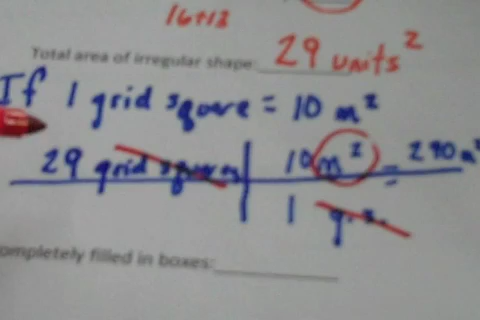 16+13
Total area of irregular shape: 29 units²
If 1 grid square = 10 m²
29 grid squares | 10 m² = 290 m²
1 g.s.
ompletely filled in boxes: